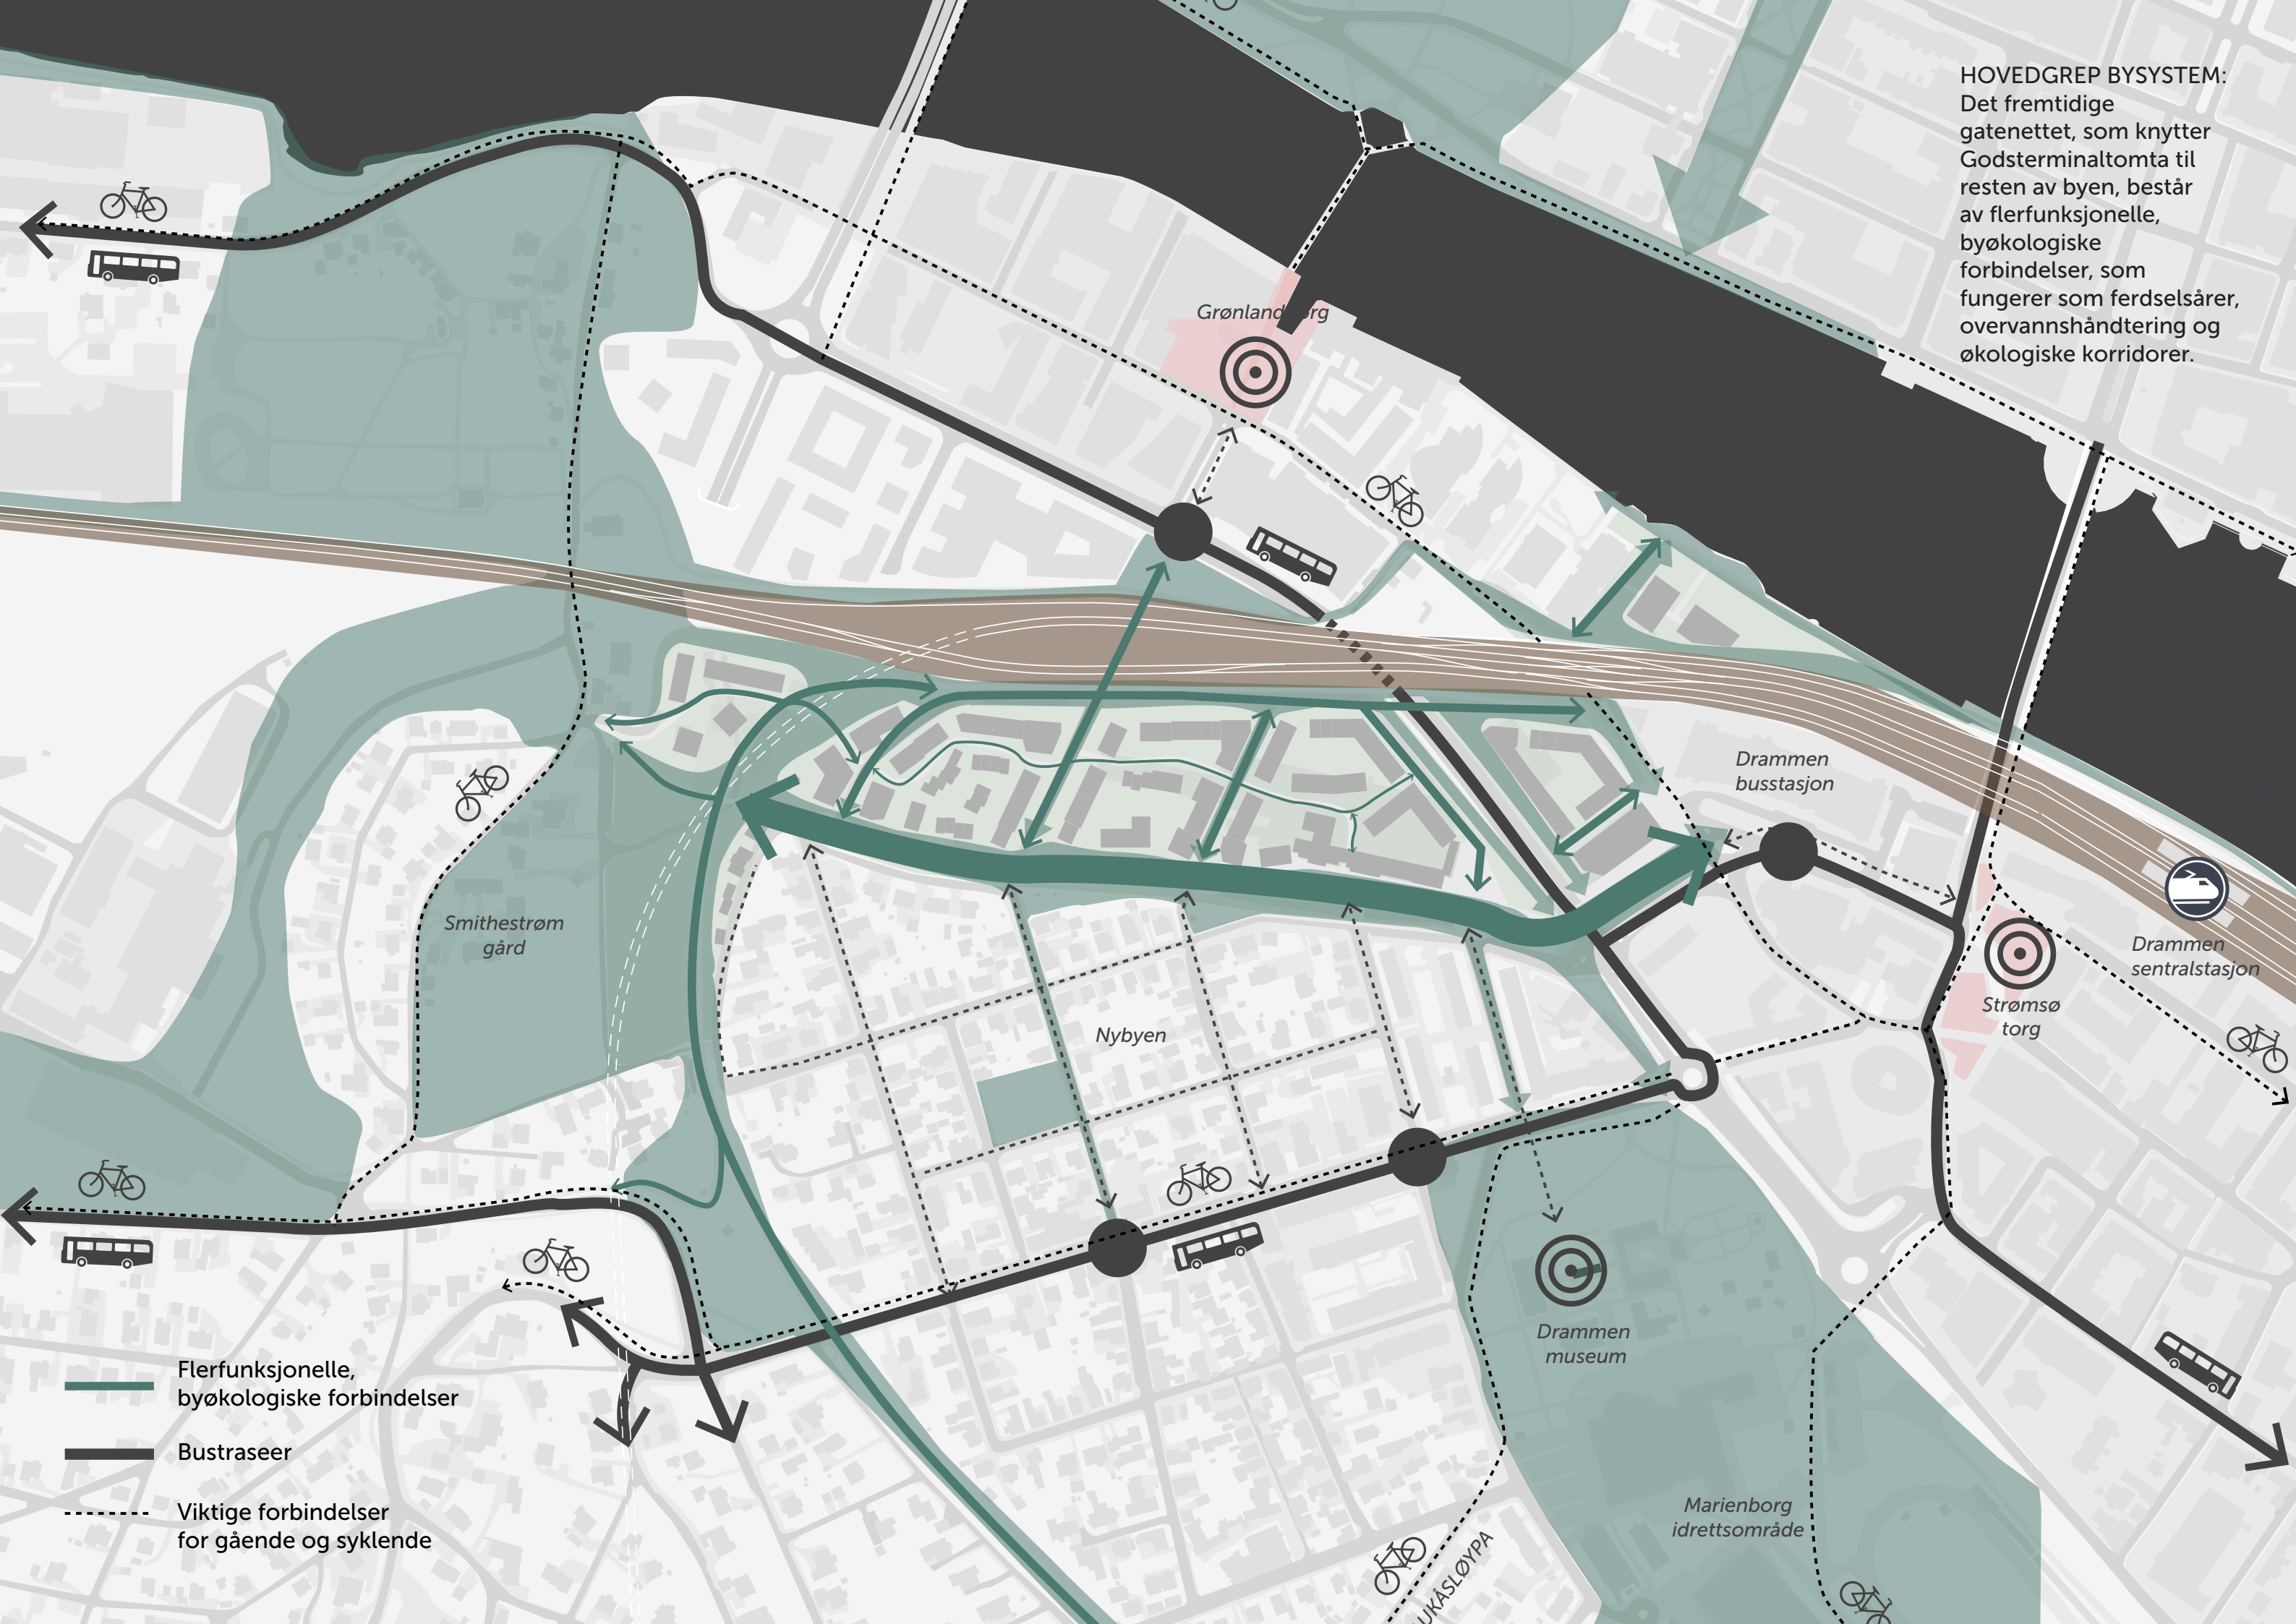 HOVEDGREP BYSYSTEM:
Det fremtidige
gatenettet, som knytter
Godsterminaltomta til
resten av byen, består
av flerfunksjonelle,
byøkologiske
forbindelser, som
fungerer som ferdselsårer,
overvannshåndtering og
økologiske korridorer.
Drammen
busstasjon
Smithestrøm
gård
Nybyen
Drammen
sentralstasjon
Strømsø
torg
Drammen
museum
Marienborg
idrettsområde
Flerfunksjonelle,
byøkologiske forbindelser
Bustraseer
Viktige forbindelser
for gående og syklende